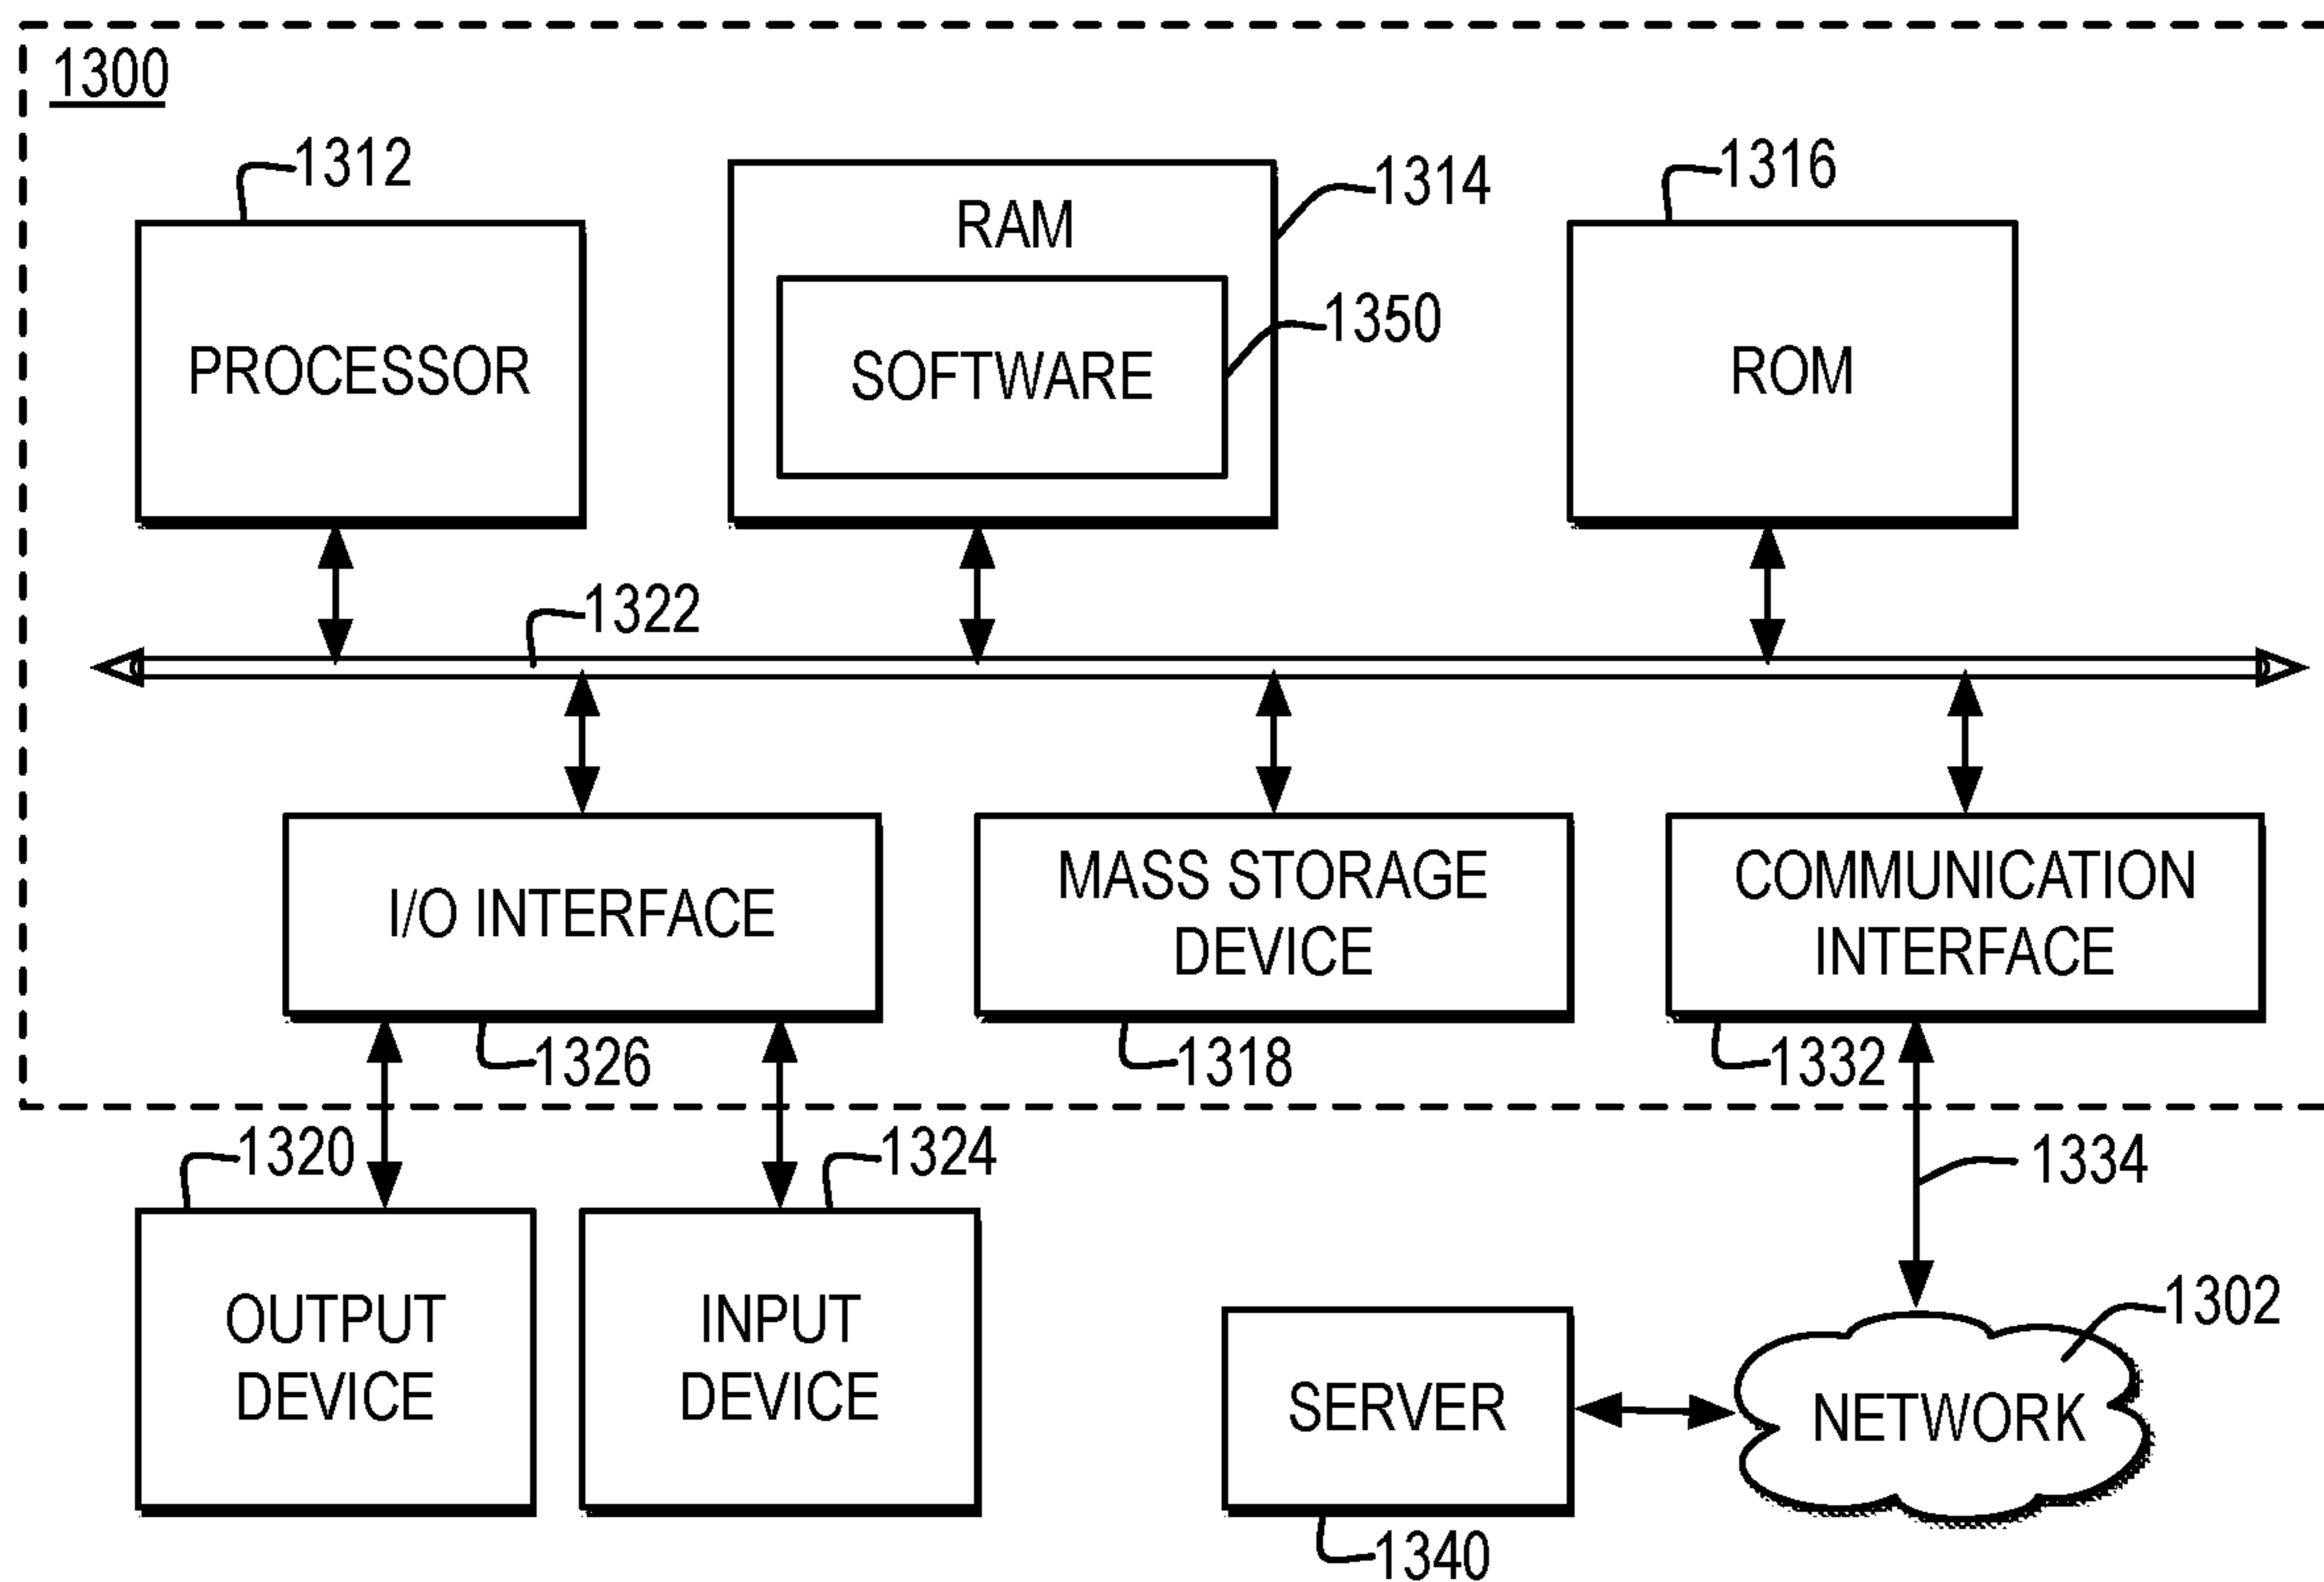 1300
1312
1314
1316
RAM
1350
PROCESSOR
SOFTWARE
ROM
1322
I/O INTERFACE
MASS STORAGE
DEVICE
COMMUNICATION
INTERFACE
1326
1318
1332
1320
1324
1334
OUTPUT
DEVICE
INPUT
DEVICE
1302
SERVER
NETWORK
1340